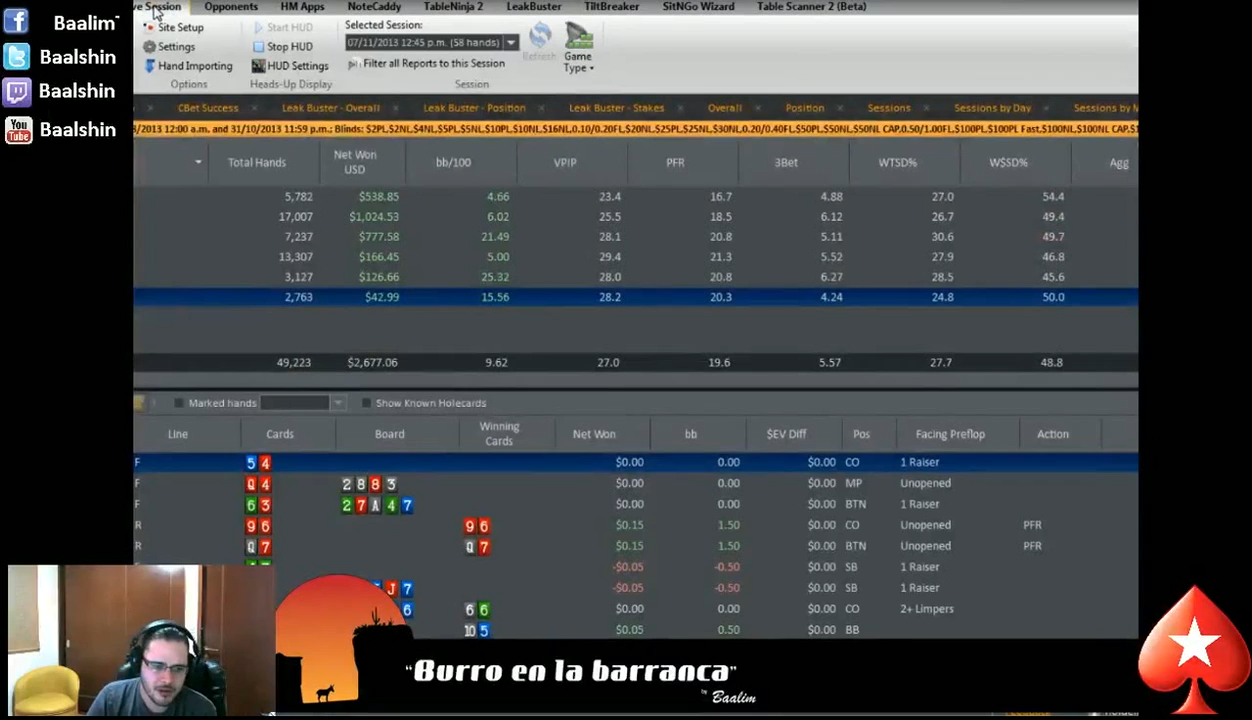 ve Session Opponents HM Apps NoteCaddy TableNinja 2 LeakBuster TiltBreaker SitNGo Wizard Table Scanner 2 (Beta)
Baalim
Baalshin
Baalshin
Baalshin
Site Setup Start HUD Selected Session:
Settings Stop HUD 07/11/2013 12:45 p.m. (58 hands) Refresh Game Type
Hand Importing HUD Settings Filter all Reports to this Session
Options Heads-Up Display Session
CBet Success Leak Buster - Overall Leak Buster - Position Leak Buster - Stakes Overall Position Sessions Sessions by Day Sessions by M
/2013 12:00 a.m. and 31/10/2013 11:59 p.m.; Blinds: $2PL,$2NL,$4NL,$5PL,$5NL,$10PL,$10NL,$16NL,0.10/0.20FL,$20NL,$25PL,$25NL,$30NL,0.20/0.40FL,$50PL,$50NL,$50NL CAP,0.50/1.00FL,$100PL,$100PL Fast,$100NL,$100NL CAP,$1
Total Hands Net Won USD bb/100 VPIP PFR 3Bet WTSD% W$SD% Agg
5,782 $538.85 4.66 23.4 16.7 4.88 27.0 54.4
17,007 $1,024.53 6.02 25.5 18.5 6.12 26.7 49.4
7,237 $777.58 21.49 28.1 20.8 5.11 30.6 49.7
13,307 $166.45 5.00 29.4 21.3 5.52 27.9 46.8
3,127 $126.66 25.32 28.0 20.8 6.27 28.5 45.6
2,763 $42.99 15.56 28.2 20.3 4.24 24.8 50.0
49,223 $2,677.06 9.62 27.0 19.6 5.57 27.7 48.8
Marked hands Show Known Holecards
Line Cards Board Winning Cards Net Won bb $EV Diff Pos Facing Preflop Action
F 5 4 $0.00 0.00 $0.00 CO 1 Raiser
F Q 4 2 8 8 3 $0.00 0.00 $0.00 MP Unopened
F 6 3 2 7 A 4 7 $0.00 0.00 $0.00 BTN 1 Raiser
R 9 6 9 6 $0.15 1.50 $0.00 CO Unopened PFR
R Q 7 Q 7 $0.15 1.50 $0.00 BTN Unopened PFR
-$0.05 -0.50 $0.00 SB 1 Raiser
J 7 -$0.05 -0.50 $0.00 SB 1 Raiser
6 6 6 $0.00 0.00 $0.00 CO 2+ Limpers
10 5 $0.05 0.50 $0.00 BB
"Burro en la barranca"
by Baalim